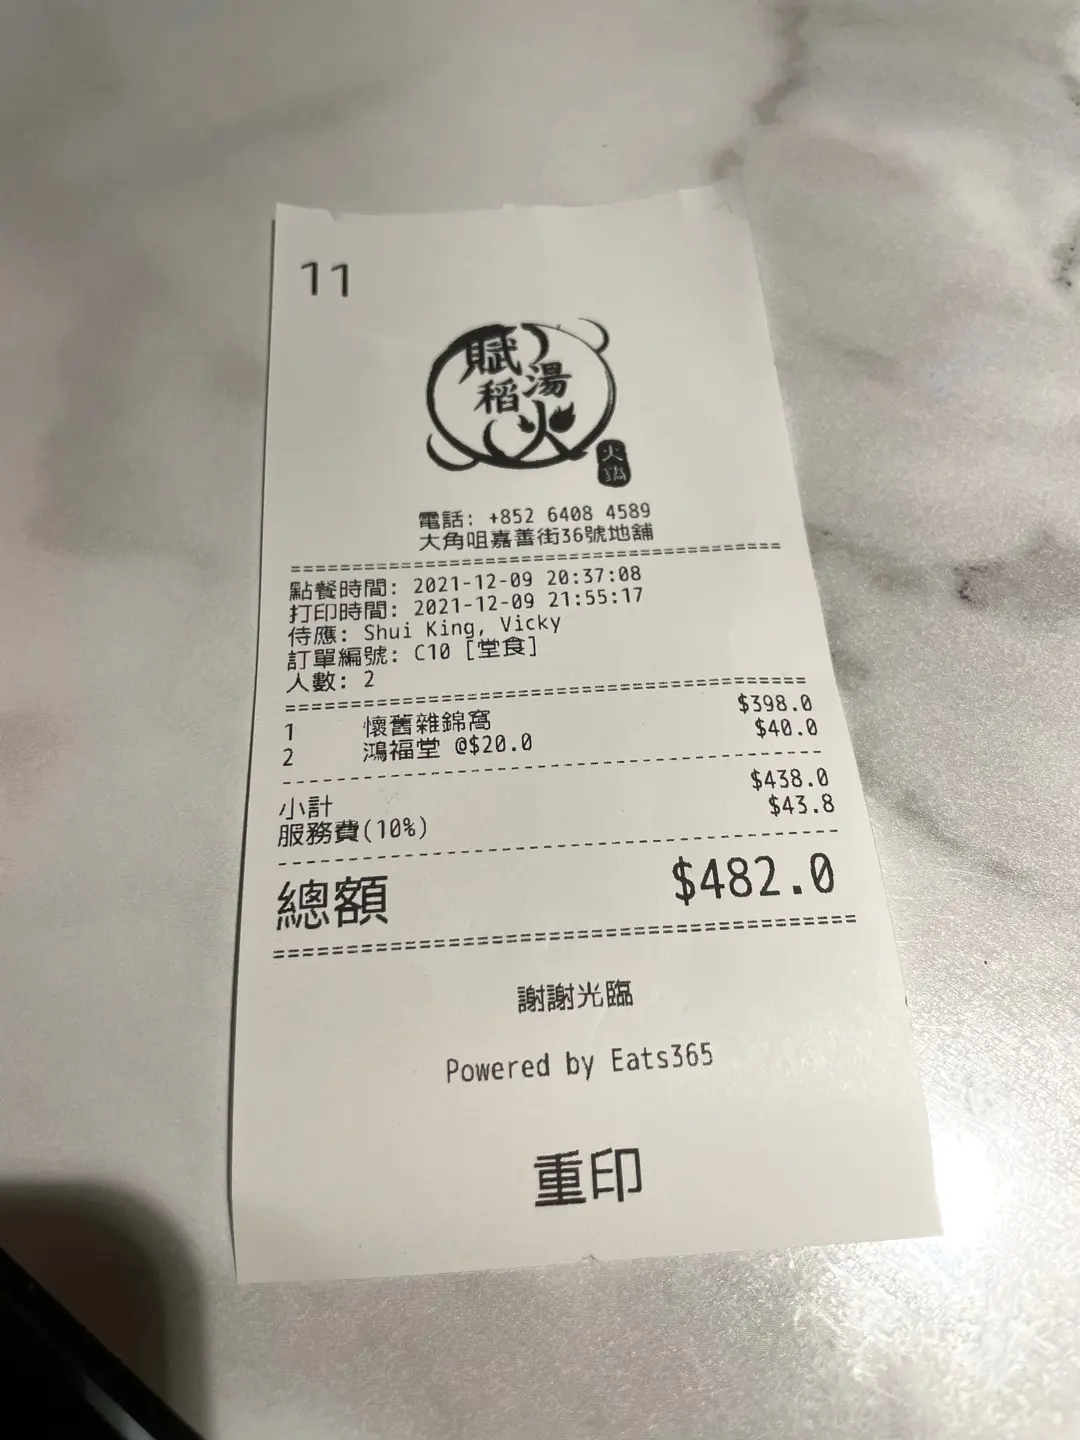 11
賦湯
稻火
火鍋
電話: +852 6408 4589
大角咀嘉善街36號地舖
點餐時間: 2021-12-09 20:37:08
打印時間: 2021-12-09 21:55:17
侍應: Shui King, Vicky
訂單編號: C10 [堂食]
人數: 2
1 懷舊雜錦窩 $398.0
2 鴻福堂 @$20.0 $40.0
小計 $438.0
服務費(10%) $43.8
總額 $482.0
謝謝光臨
Powered by Eats365
重印